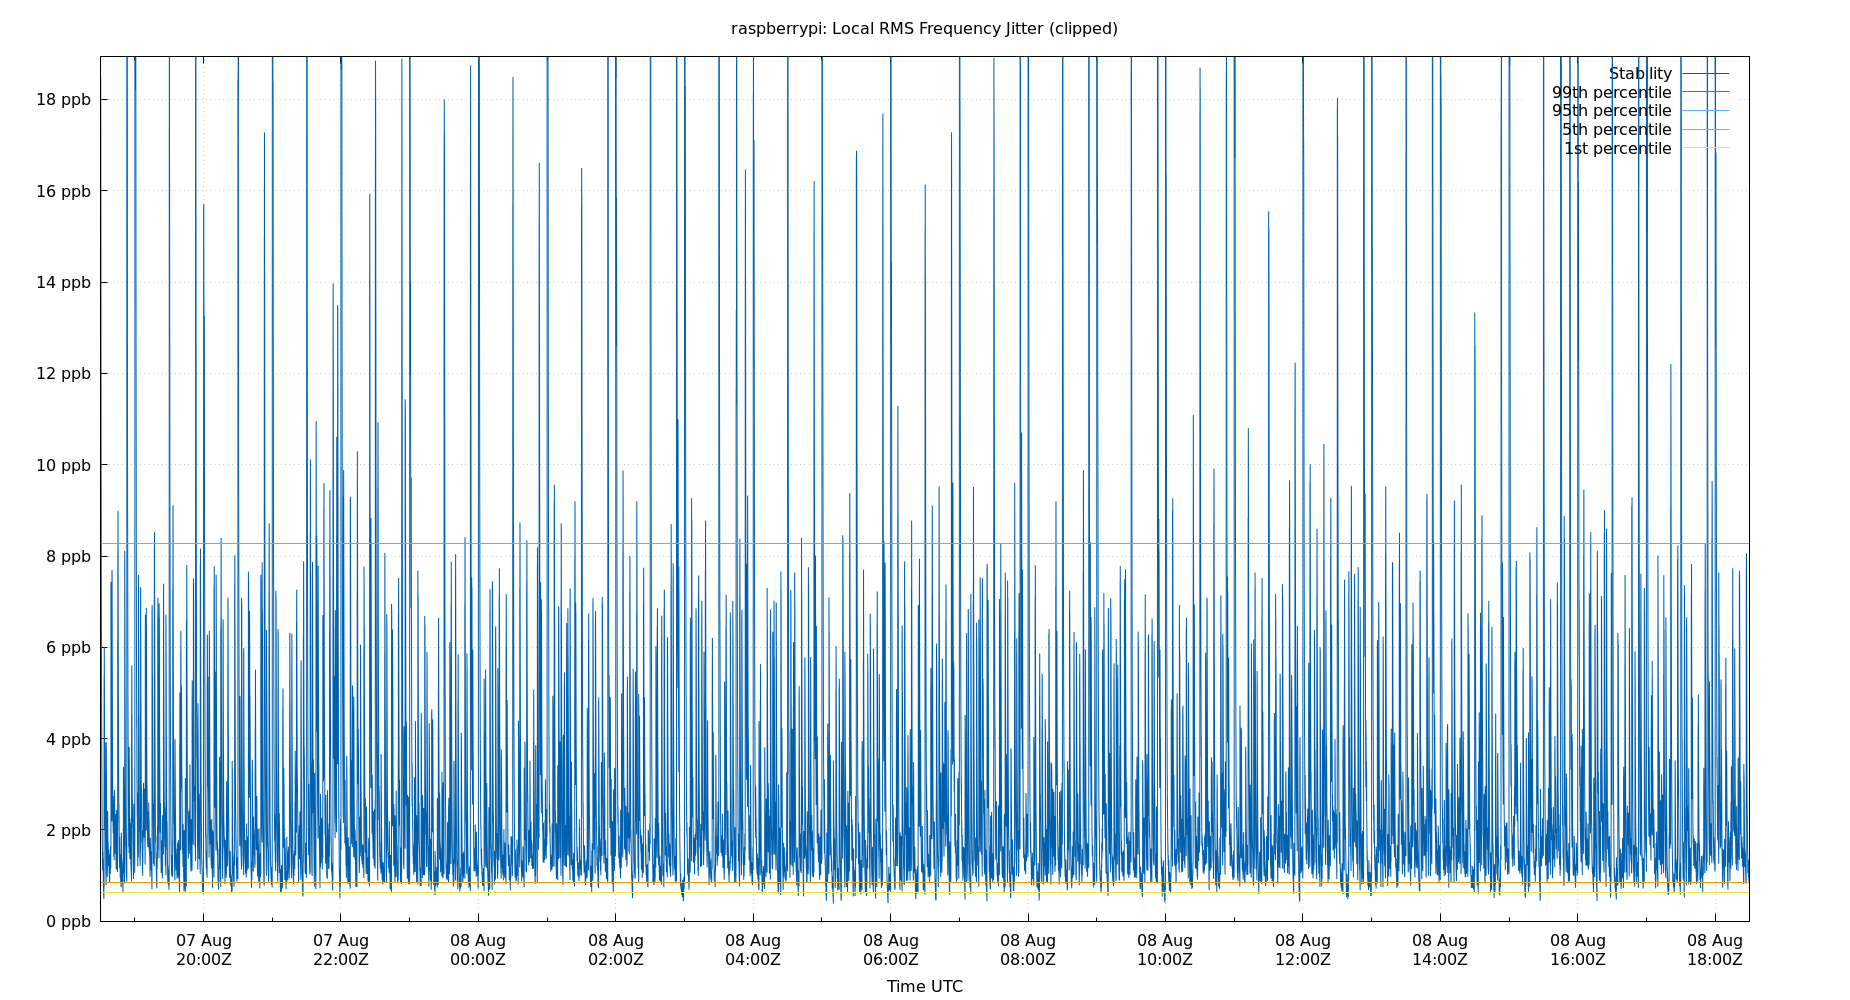 raspberrypi: Local RMS Frequency Jitter (clipped)
Stability
99th percentile
95th percentile
5th percentile
1st percentile
18 ppb
16 ppb
14 ppb
12 ppb
10 ppb
8 ppb
6 ppb
4 ppb
2 ppb
0 ppb
07 Aug 07 Aug 08 Aug 08 Aug 08 Aug 08 Aug 08 Aug 08 Aug 08 Aug 08 Aug 08 Aug 08 Aug
20:00Z 22:00Z 00:00Z 02:00Z 04:00Z 06:00Z 08:00Z 10:00Z 12:00Z 14:00Z 16:00Z 18:00Z
Time UTC